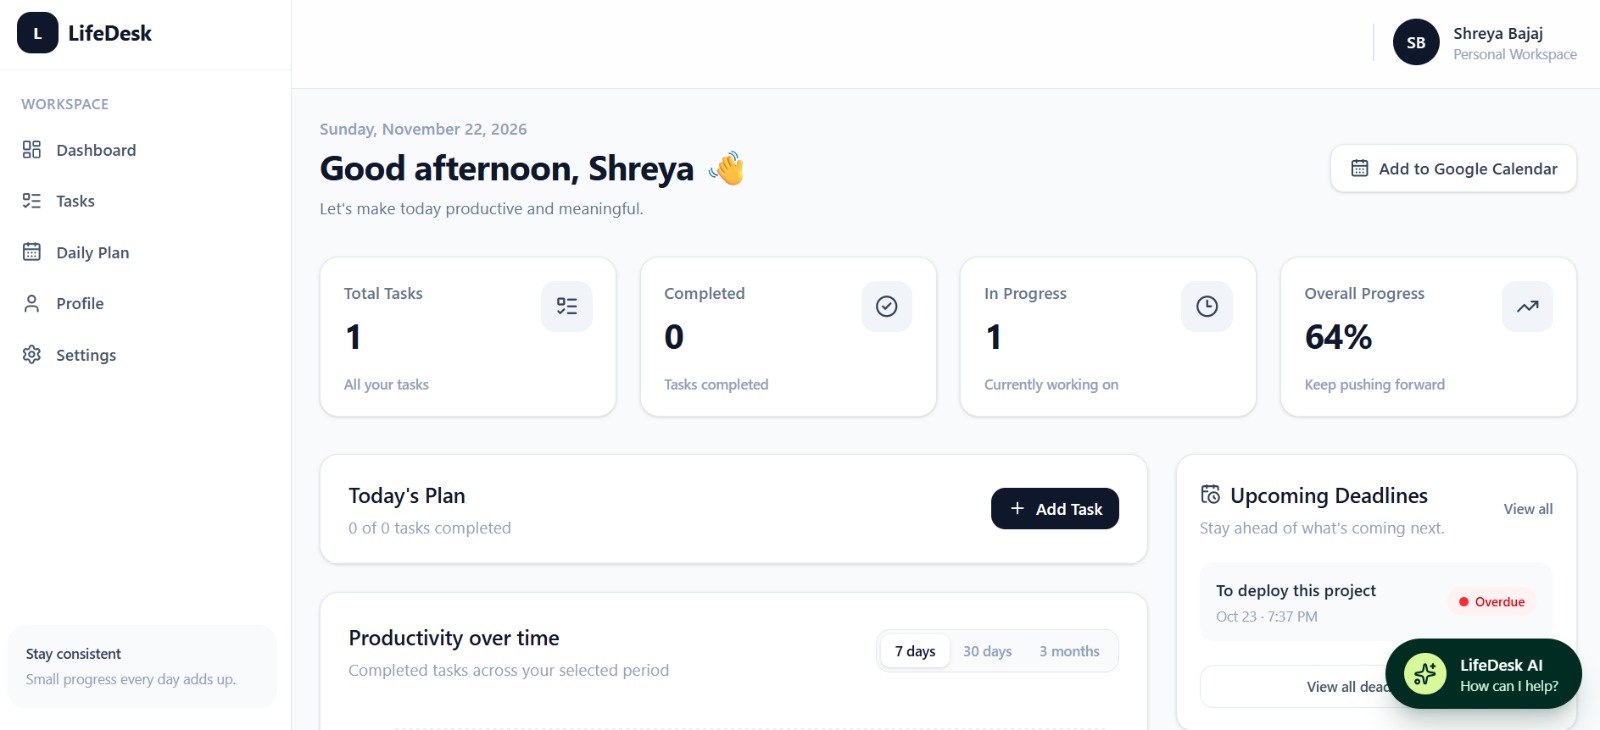 L LifeDesk
SB
Shreya Bajaj
Personal Workspace
WORKSPACE
Dashboard
Tasks
Daily Plan
Profile
Settings
Stay consistent
Small progress every day adds up.
Sunday, November 22, 2026
Good afternoon, Shreya 👋
Let's make today productive and meaningful.
Add to Google Calendar
Total Tasks
1
All your tasks
Completed
0
Tasks completed
In Progress
1
Currently working on
Overall Progress
64%
Keep pushing forward
Today's Plan
0 of 0 tasks completed
+ Add Task
Productivity over time
Completed tasks across your selected period
7 days 30 days 3 months
Upcoming Deadlines
Stay ahead of what's coming next.
View all
To deploy this project
Oct 23 · 7:37 PM
Overdue
View all
LifeDesk AI
How can I help?